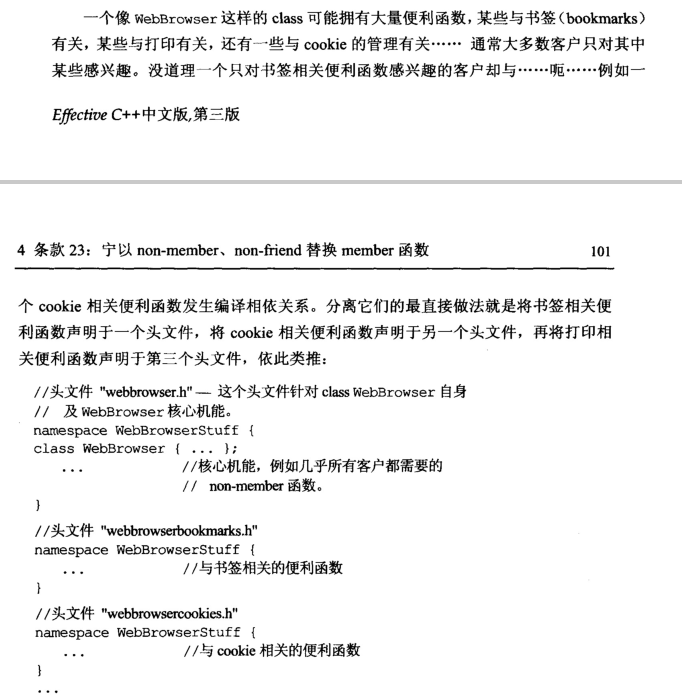 一个像 WebBrowser 这样的 class 可能拥有大量便利函数，某些与书签（bookmarks）
有关，某些与打印有关，还有一些与 cookie 的管理有关…… 通常大多数客户只对其中
某些感兴趣。没道理一个只对书签相关便利函数感兴趣的客户却与……呃……例如一
Effective C++中文版,第三版
4 条款 23：宁以 non-member、non-friend 替换 member 函数 101
个 cookie 相关便利函数发生编译相依关系。分离它们的最直接做法就是将书签相关便
利函数声明于一个头文件，将 cookie 相关便利函数声明于另一个头文件，再将打印相
关便利函数声明于第三个头文件，依此类推：
//头文件 "webbrowser.h" — 这个头文件针对 class WebBrowser 自身
// 及 WebBrowser 核心机能。
namespace WebBrowserStuff {
class WebBrowser { ... };
... //核心机能，例如几乎所有客户都需要的
// non-member 函数。
}
//头文件 "webbrowserbookmarks.h"
namespace WebBrowserStuff {
... //与书签相关的便利函数
}
//头文件 "webbrowsercookies.h"
namespace WebBrowserStuff {
... //与 cookie 相关的便利函数
}
...